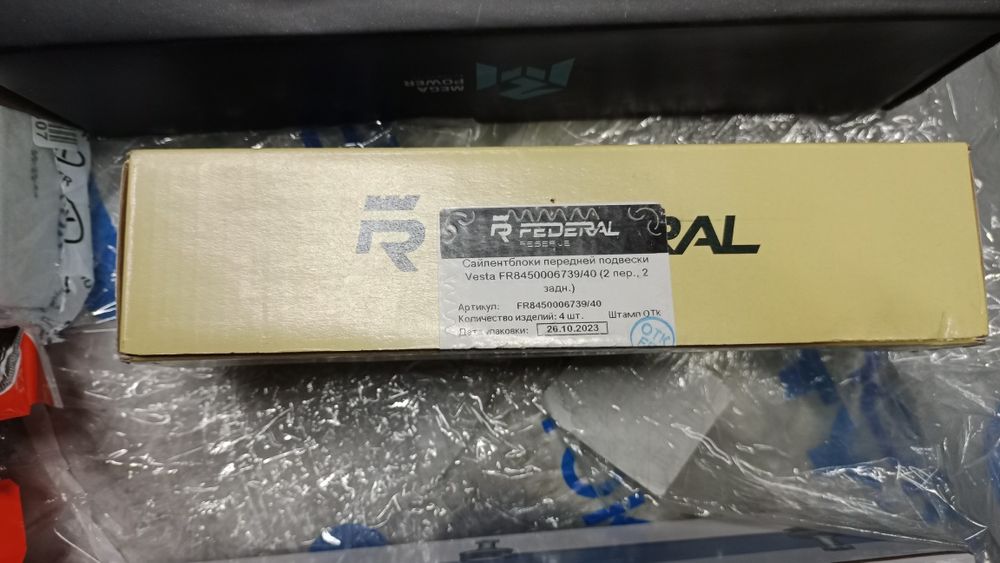 MEGA
POWER
FEDERAL
RESERVE
RAL
Сайлентблоки передней подвески
Vesta FR8450006739/40 (2 пер., 2
задн.)
Артикул: FR8450006739/40
Количество изделий: 4 шт. Штамп ОТК
Дата упаковки: 26.10.2023
ОТК
07